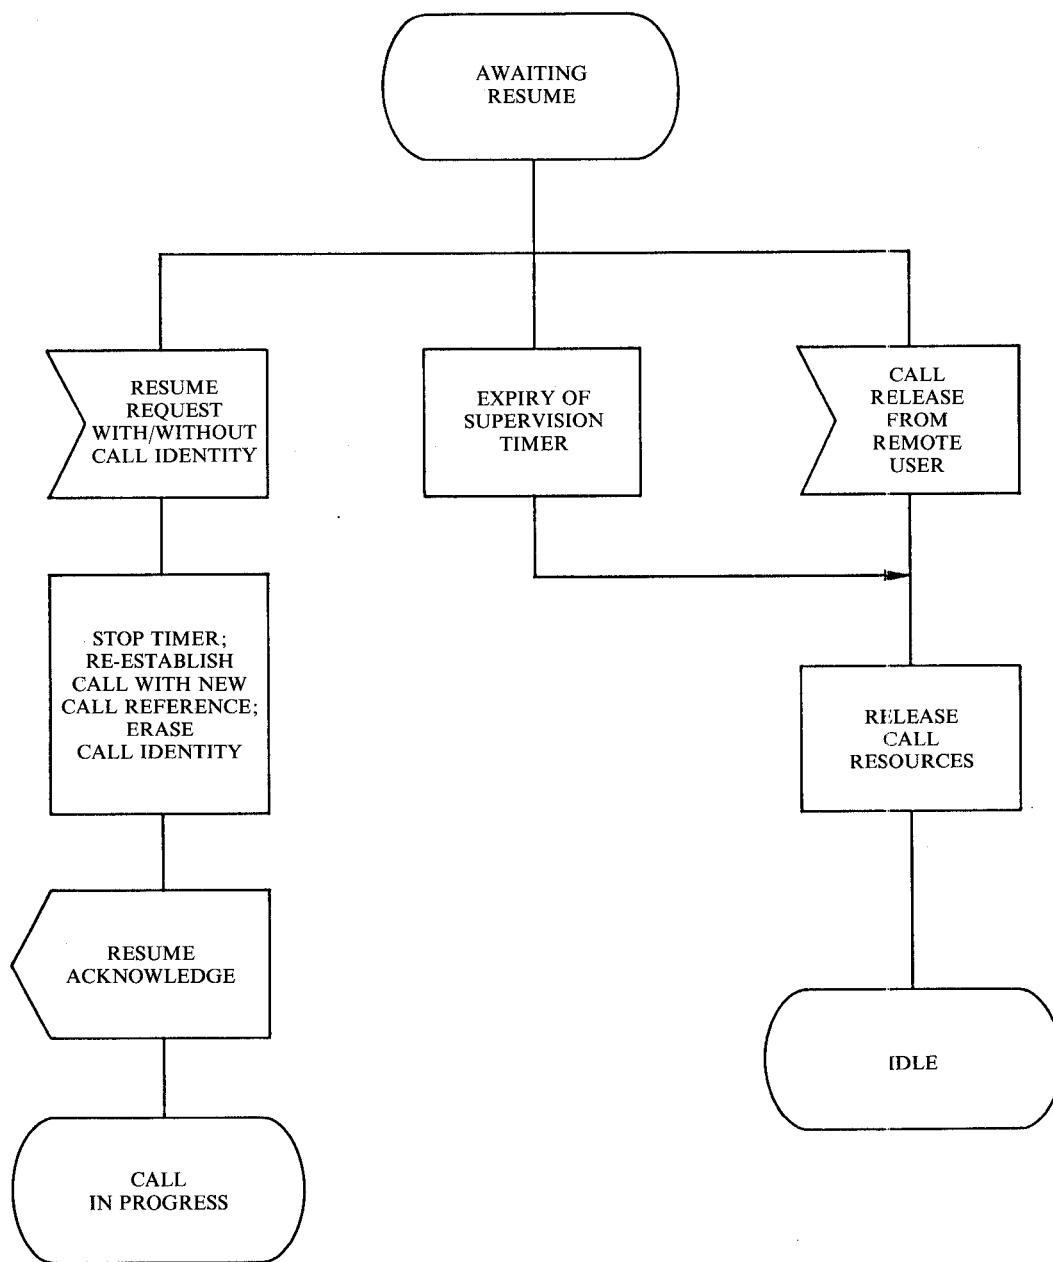 AWAITING
RESUME
RESUME
REQUEST
WITH/WITHOUT
CALL IDENTITY
EXPIRY OF
SUPERVISION
TIMER
CALL
RELEASE
FROM
REMOTE
USER
STOP TIMER;
RE-ESTABLISH
CALL WITH NEW
CALL REFERENCE;
ERASE
CALL IDENTITY
RELEASE
CALL
RESOURCES
RESUME
ACKNOWLEDGE
IDLE
CALL
IN PROGRESS